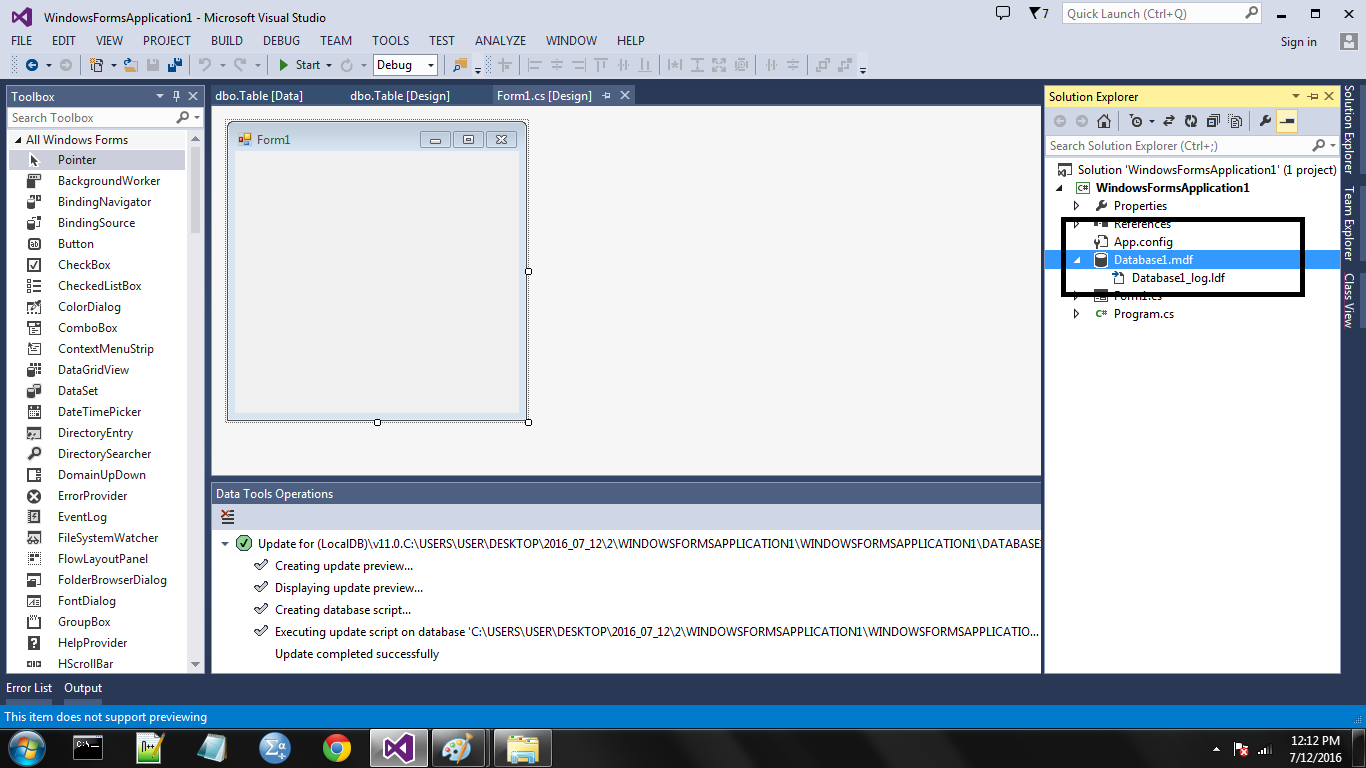 WindowsFormsApplication1 - Microsoft Visual Studio
7
Quick Launch (Ctrl+Q)
FILE EDIT VIEW PROJECT BUILD DEBUG TEAM TOOLS TEST ANALYZE WINDOW HELP
Sign in
Start
Debug
Toolbox
Search Toolbox
All Windows Forms
Pointer
BackgroundWorker
BindingNavigator
BindingSource
Button
CheckBox
CheckedListBox
ColorDialog
ComboBox
ContextMenuStrip
DataGridView
DataSet
DateTimePicker
DirectoryEntry
DirectorySearcher
DomainUpDown
ErrorProvider
EventLog
FileSystemWatcher
FlowLayoutPanel
FolderBrowserDialog
FontDialog
GroupBox
HelpProvider
HScrollBar
dbo.Table [Data]
dbo.Table [Design]
Form1.cs [Design]
Form1
Data Tools Operations
Update for (LocalDB)\v11.0.C:\USERS\USER\DESKTOP\2016_07_12\2\WINDOWSFORMSAPPLICATION1\WINDOWSFORMSAPPLICATION1\DATABASE
Creating update preview...
Displaying update preview...
Creating database script...
Executing update script on database 'C:\USERS\USER\DESKTOP\2016_07_12\2\WINDOWSFORMSAPPLICATION1\WINDOWSFORMSAPPLICATIO...
Update completed successfully
Solution Explorer
Search Solution Explorer (Ctrl+;)
Solution 'WindowsFormsApplication1' (1 project)
C# WindowsFormsApplication1
Properties
References
App.config
Database1.mdf
Database1_log.ldf
Form1.cs
C# Program.cs
Solution Explorer
Team Explorer
Class View
Error List
Output
This item does not support previewing
12:12 PM
7/12/2016